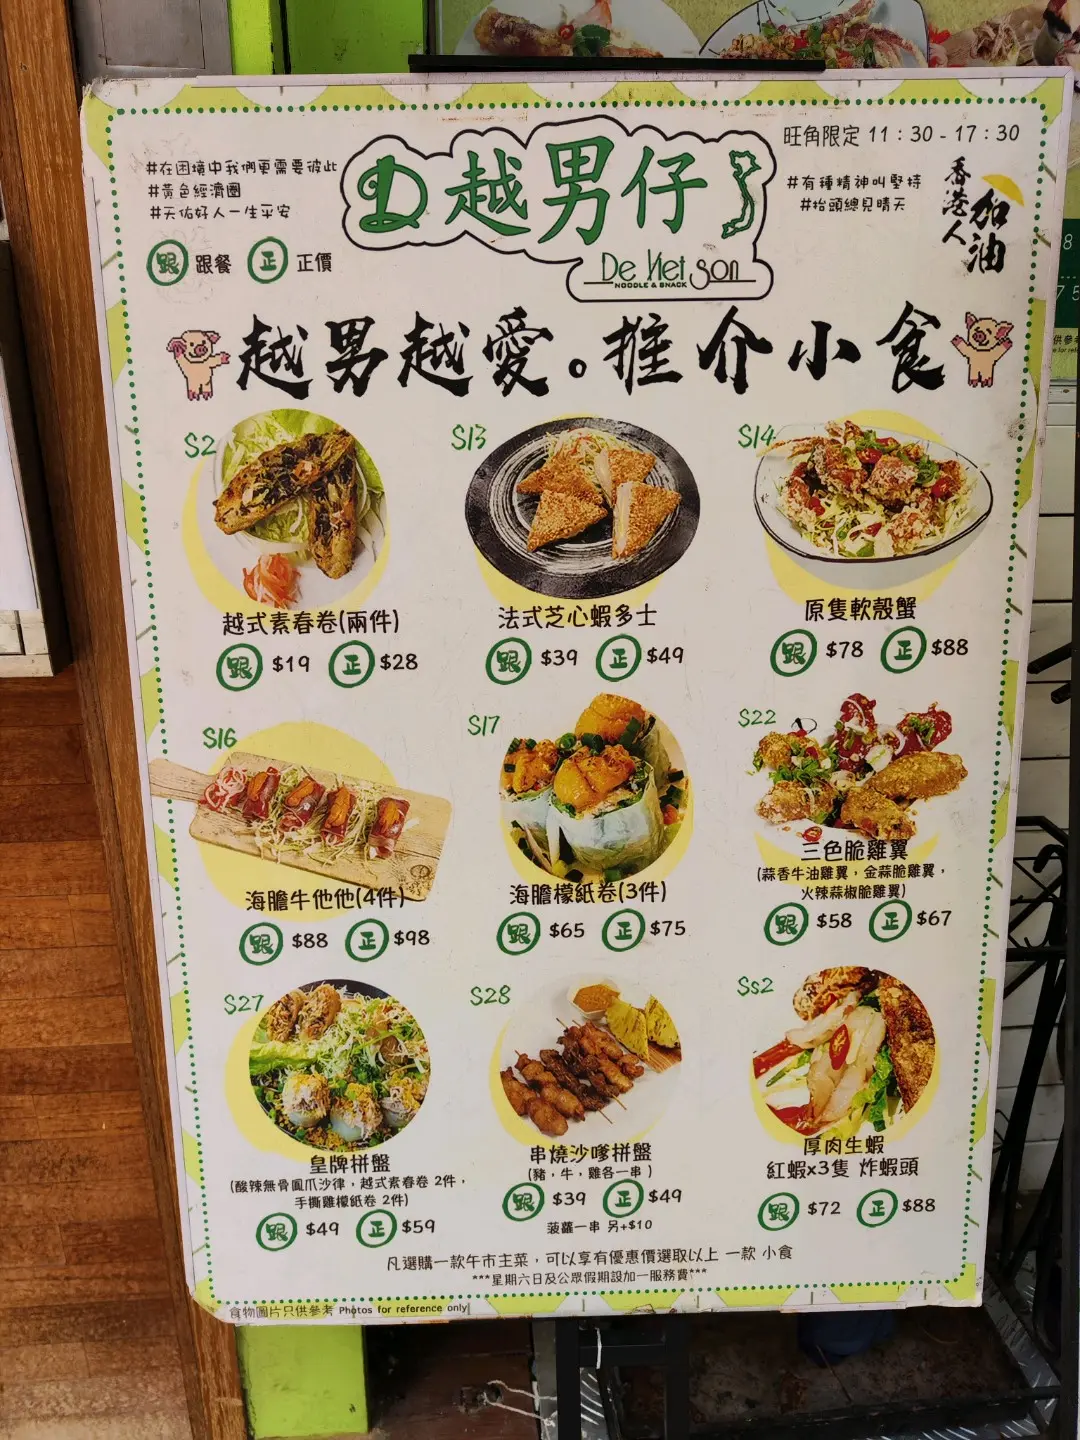 旺角限定 11：30 - 17：30
#在困境中我們更需要彼此
#黃色經濟圈
#天佑好人一生平安
跟 跟餐 正 正價
D 越男仔
De Viet Son
NOODLE & SNACK
#有種精神叫堅持
#抬頭總見晴天
香港人
加油
越男越愛。推介小食
S2
越式素春卷(兩件)
跟 $19 正 $28
S13
法式芝心蝦多士
跟 $39 正 $49
S14
原隻軟殼蟹
跟 $78 正 $88
S16
海膽牛他他(4件)
跟 $88 正 $98
S17
海膽檬紙卷(3件)
跟 $65 正 $75
S22
三色脆雞翼
(蒜香牛油雞翼，金蒜脆雞翼，
火辣蒜椒脆雞翼)
跟 $58 正 $67
S27
皇牌拼盤
(酸辣無骨鳳爪沙律，越式素春卷 2件，
手撕雞檬紙卷 2件)
跟 $49 正 $59
S28
串燒沙嗲拼盤
(豬，牛，雞各一串)
跟 $39 正 $49
菠蘿一串 另+$10
Ss2
厚肉生蝦
紅蝦x3隻 炸蝦頭
跟 $72 正 $88
凡選購一款午市主菜，可以享有優惠價選取以上 一款 小食
***星期六日及公眾假期設加一服務費***
食物圖片只供參考 Photos for reference only